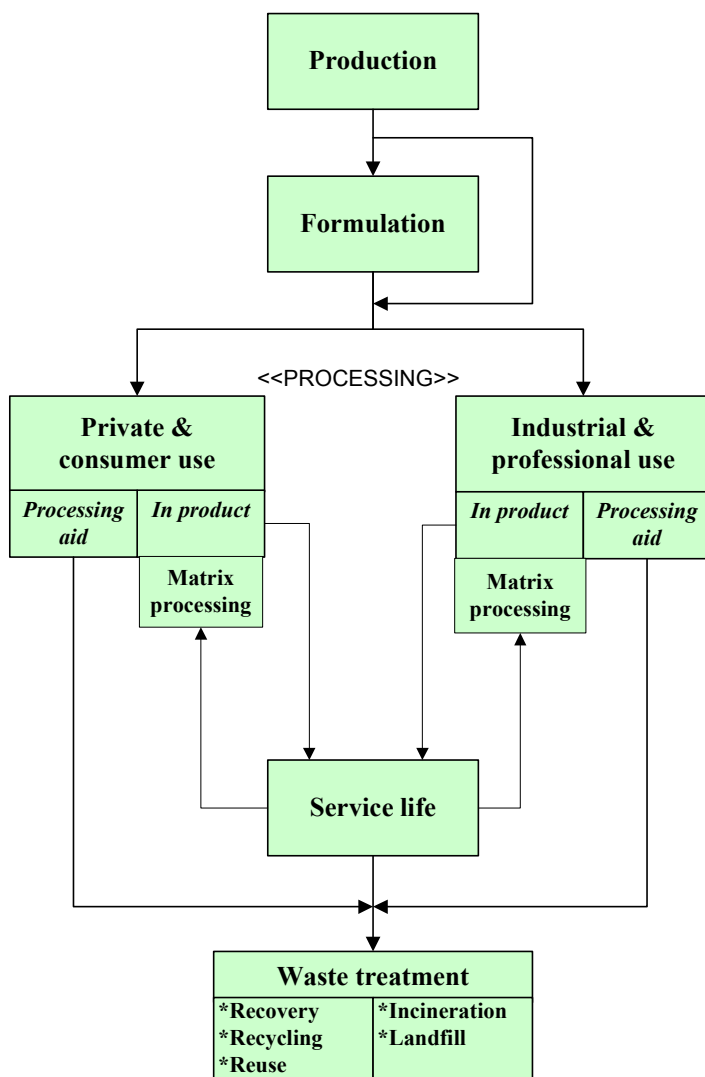 Production
Formulation
<<PROCESSING>>
Private &
consumer use
Processing
aid
In product
Matrix
processing
Industrial &
professional use
In product
Processing
aid
Matrix
processing
Service life
Waste treatment
*Recovery
*Recycling
*Reuse
*Incineration
*Landfill